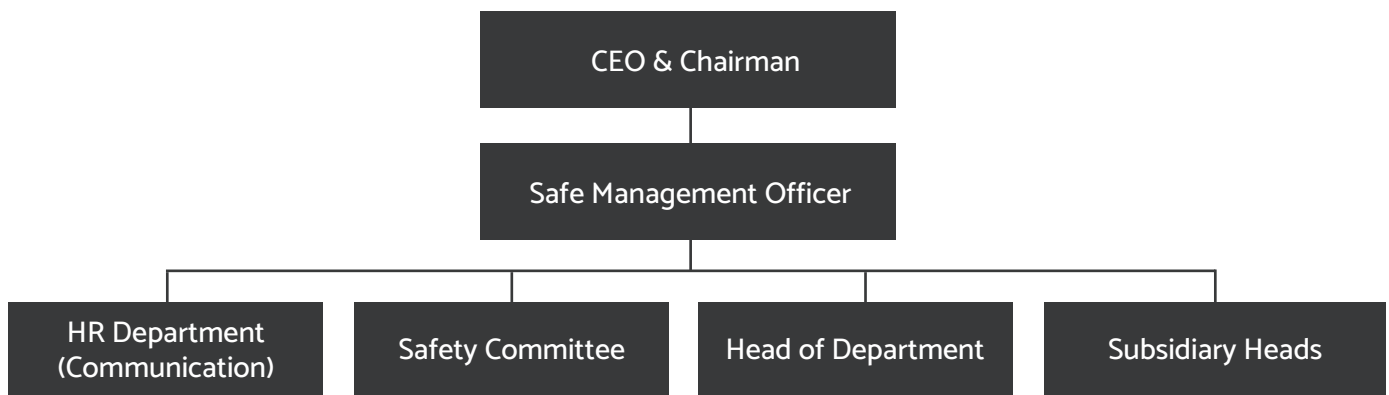 CEO & Chairman
Safe Management Officer
HR Department
(Communication)
Safety Committee
Head of Department
Subsidiary Heads